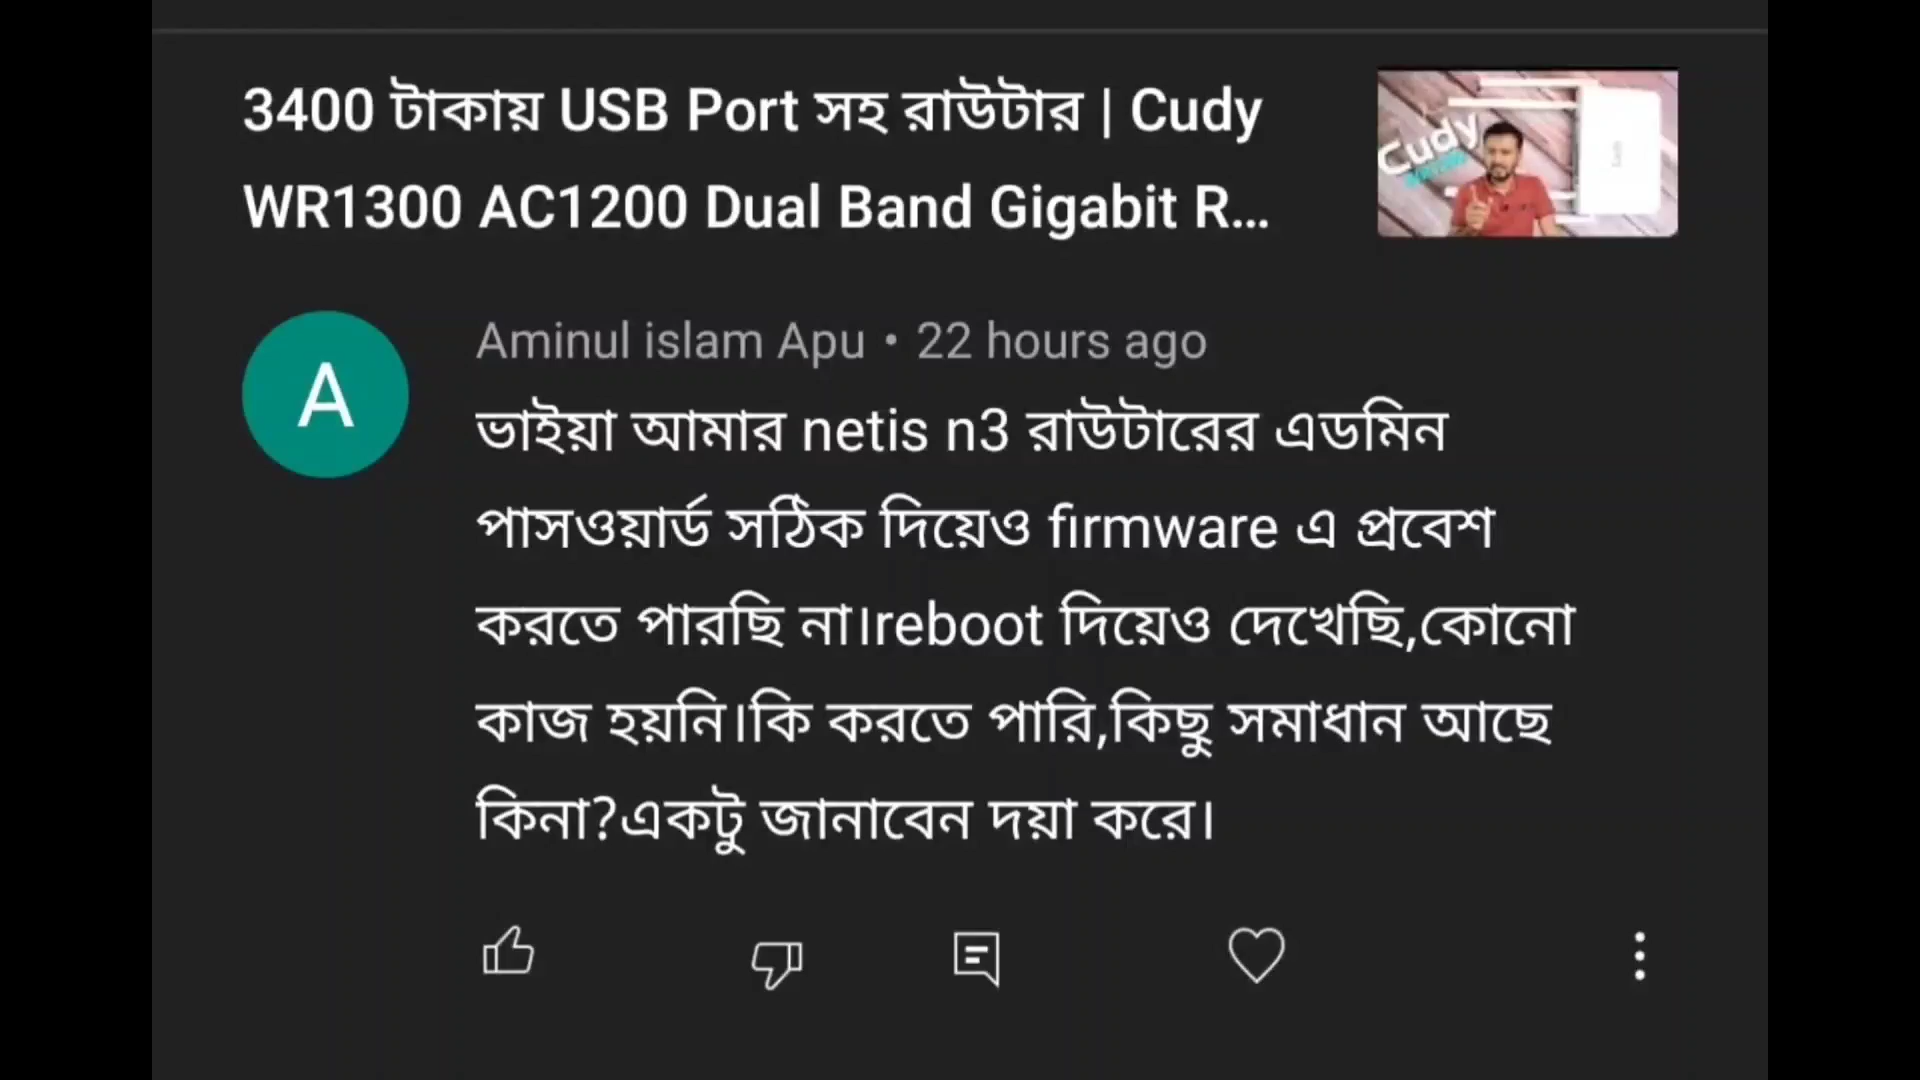 3400 টাকায় USB Port সহ রাউটার | Cudy
WR1300 AC1200 Dual Band Gigabit R...
Cudy
A
Aminul islam Apu • 22 hours ago
ভাইয়া আমার netis n3 রাউটারের এডমিন
পাসওয়ার্ড সঠিক দিয়েও firmware এ প্রবেশ
করতে পারছি না।reboot দিয়েও দেখেছি,কোনো
কাজ হয়নি।কি করতে পারি,কিছু সমাধান আছে
কিনা?একটু জানাবেন দয়া করে।